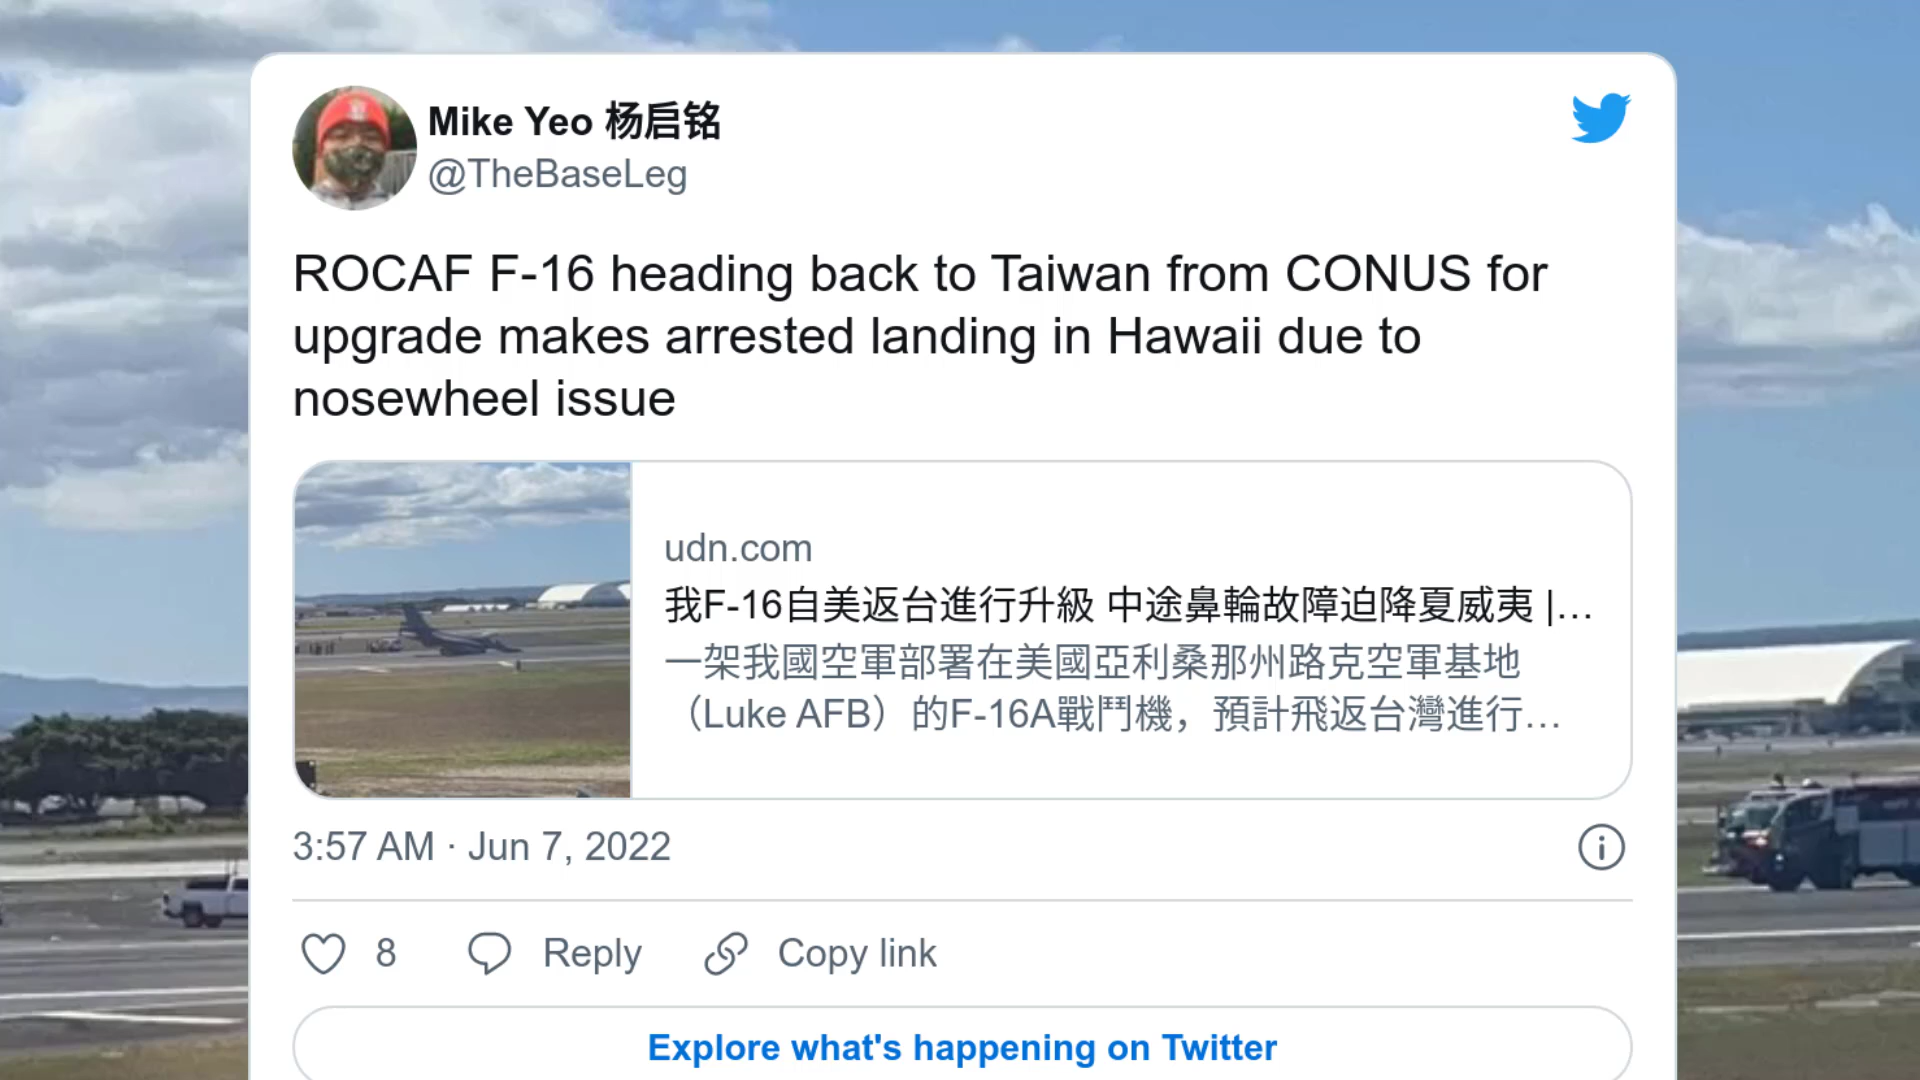 Mike Yeo 杨启铭
@TheBaseLeg
ROCAF F-16 heading back to Taiwan from CONUS for
upgrade makes arrested landing in Hawaii due to
nosewheel issue
udn.com
我F-16自美返台進行升級 中途鼻輪故障迫降夏威夷 |...
一架我國空軍部署在美國亞利桑那州路克空軍基地
（Luke AFB）的F-16A戰鬥機，預計飛返台灣進行...
3:57 AM · Jun 7, 2022
8 Reply Copy link
Explore what's happening on Twitter